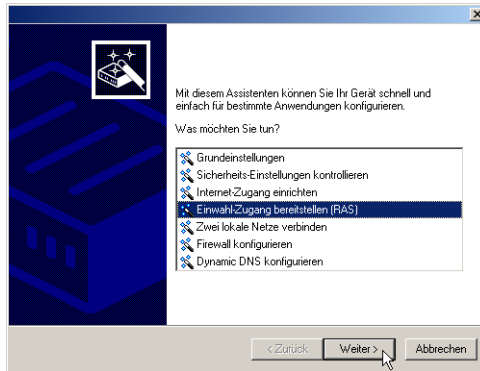 Mit diesem Assistenten können Sie Ihr Gerät schnell und
einfach für bestimmte Anwendungen konfigurieren.
Was möchten Sie tun?
Grundeinstellungen
Sicherheits-Einstellungen kontrollieren
Internet-Zugang einrichten
Einwahl-Zugang bereitstellen (RAS)
Zwei lokale Netze verbinden
Firewall konfigurieren
Dynamic DNS konfigurieren
< Zurück Weiter > Abbrechen